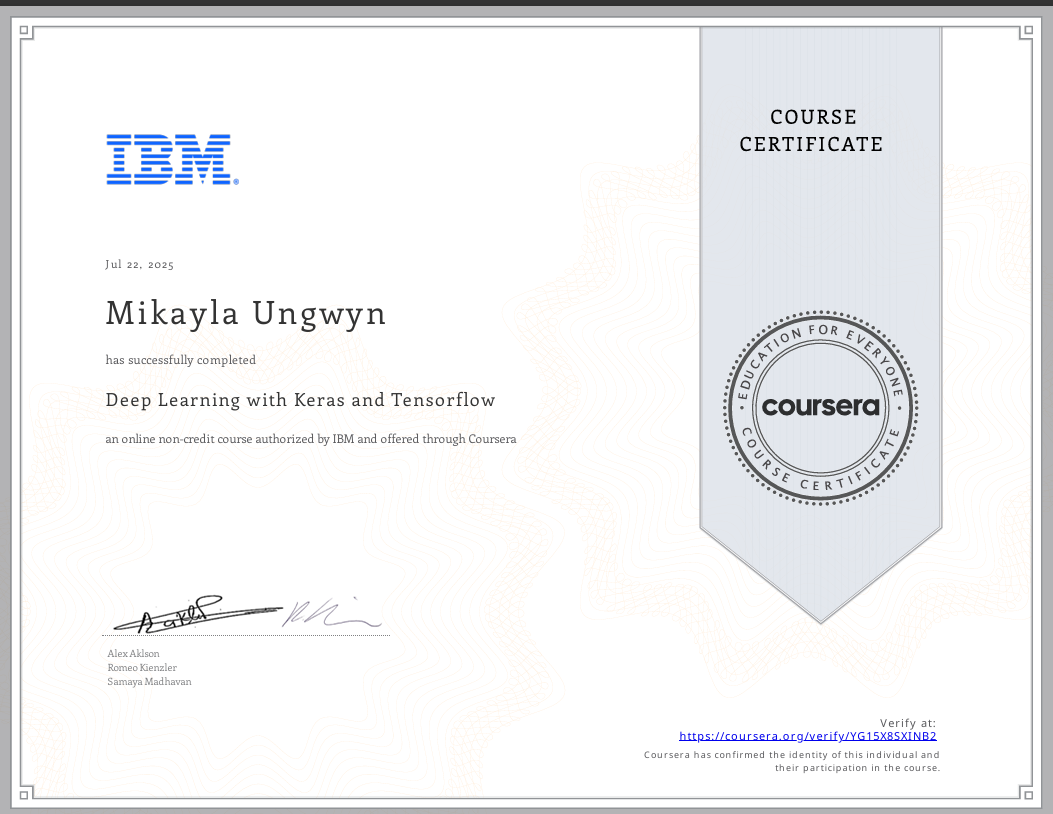 IBM®
COURSE
CERTIFICATE
Jul 22, 2025
Mikayla Ungwyn
has successfully completed
Deep Learning with Keras and Tensorflow
an online non-credit course authorized by IBM and offered through Coursera
EDUCATION FOR EVERYONE
coursera
COURSE CERTIFICATE
Alex Aklson
Romeo Kienzler
Samaya Madhavan
Verify at:
https://coursera.org/verify/YG15X8SXINB2
Coursera has confirmed the identity of this individual and
their participation in the course.